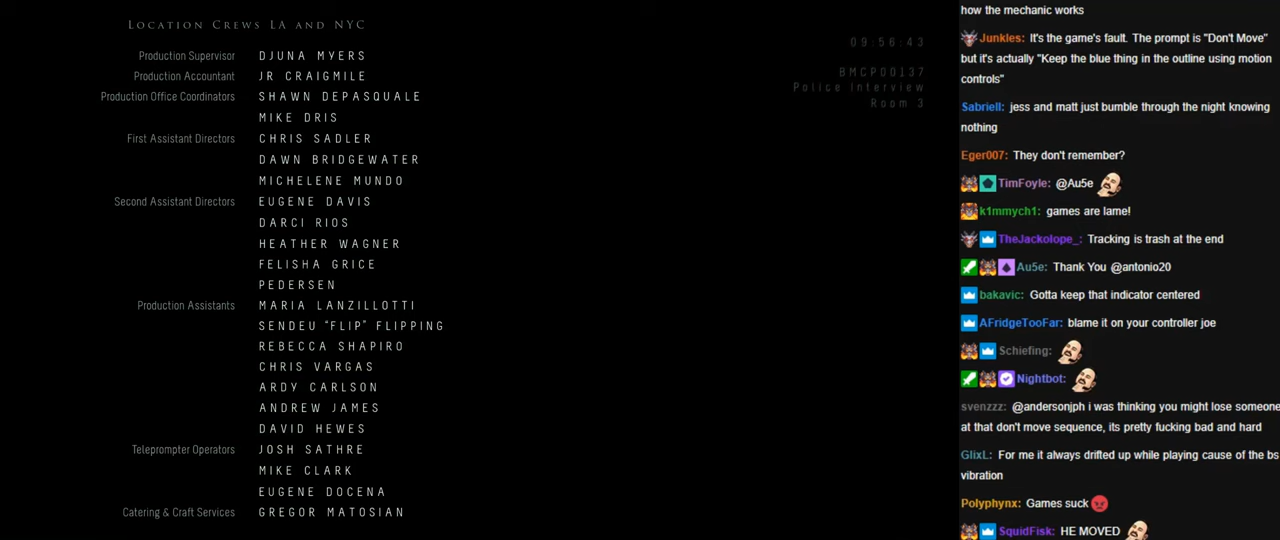 Location Crews LA and NYC
Production Supervisor DJUNA MYERS
Production Accountant JR CRAIGMILE
Production Office Coordinators SHAWN DEPASQUALE
MIKE DRIS
First Assistant Directors CHRIS SADLER
DAWN BRIDGEWATER
MICHELENE MUNDO
Second Assistant Directors EUGENE DAVIS
DARCI RIOS
HEATHER WAGNER
FELISHA GRICE
PEDERSEN
Production Assistants MARIA LANZILLOTTI
SENDEU "FLIP" FLIPPING
REBECCA SHAPIRO
CHRIS VARGAS
ARDY CARLSON
ANDREW JAMES
DAVID HEWES
Teleprompter Operators JOSH SATHRE
MIKE CLARK
EUGENE DOCENA
Catering & Craft Services GREGOR MATOSIAN
09:56:43
BMCPD0137
Police Interview
Room 3
how the mechanic works
Junkles: It's the game's fault. The prompt is "Don't Move"
but it's actually "Keep the blue thing in the outline using motion
controls"
Sabriell: jess and matt just bumble through the night knowing
nothing
Eger007: They don't remember?
TimFoyle: @Au5e
k1mmych1: games are lame!
TheJackolope_: Tracking is trash at the end
Au5e: Thank You @antonio20
bakavic: Gotta keep that indicator centered
AFridgeTooFar: blame it on your controller joe
Schiefing:
Nightbot:
svenzzz: @andersonjph i was thinking you might lose someone
at that don't move sequence, its pretty fucking bad and hard
GlixL: For me it always drifted up while playing cause of the bs
vibration
Polyphynx: Games suck
SquidFisk: HE MOVED